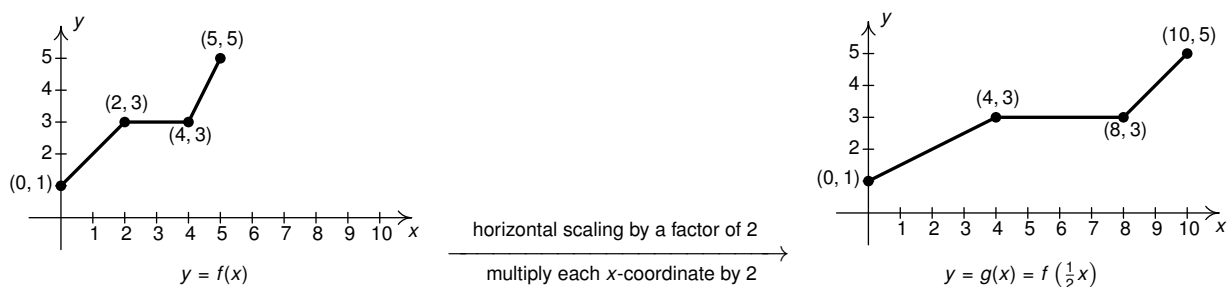 y
(5, 5)
5
4
(2, 3)
3
(4, 3)
2
(0, 1)
1 2 3 4 5 6 7 8 9 10 x
y = f(x)
horizontal scaling by a factor of 2
multiply each x-coordinate by 2
y
(10, 5)
5
4
(4, 3)
3
(8, 3)
2
(0, 1)
1 2 3 4 5 6 7 8 9 10 x
y = g(x) = f (1/2 x)